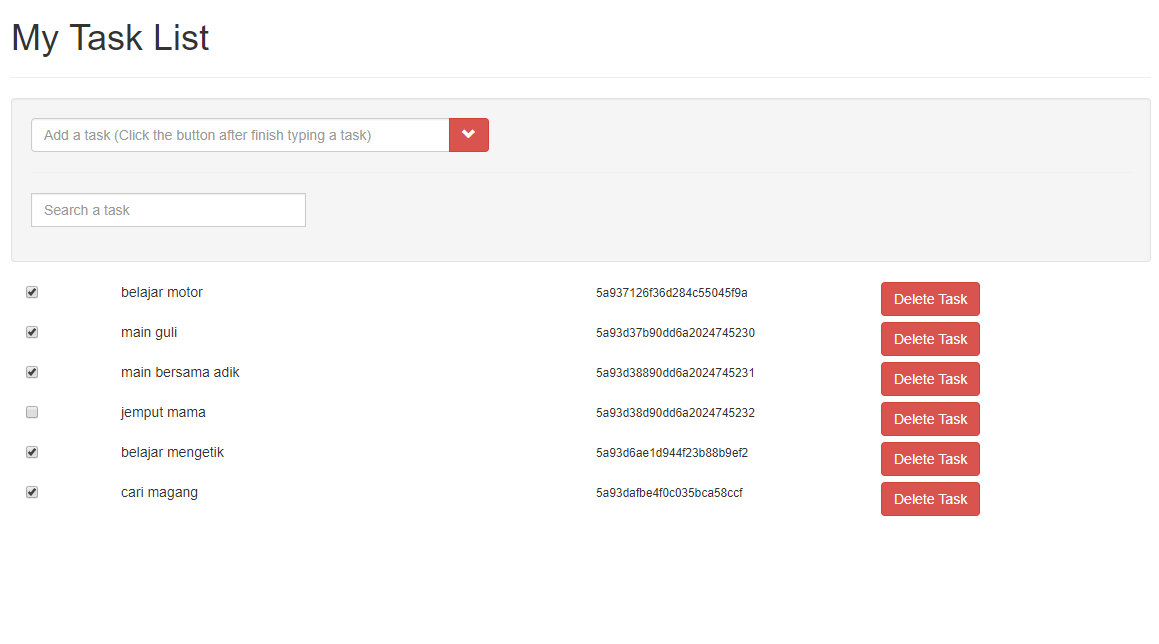 My Task List
Add a task (Click the button after finish typing a task)
Search a task
belajar motor 5a937126f36d284c55045f9a Delete Task
main guli 5a93d37b90dd6a2024745230 Delete Task
main bersama adik 5a93d38890dd6a2024745231 Delete Task
jemput mama 5a93d38d90dd6a2024745232 Delete Task
belajar mengetik 5a93d6ae1d944f23b88b9ef2 Delete Task
cari magang 5a93dafbe4f0c035bca58ccf Delete Task